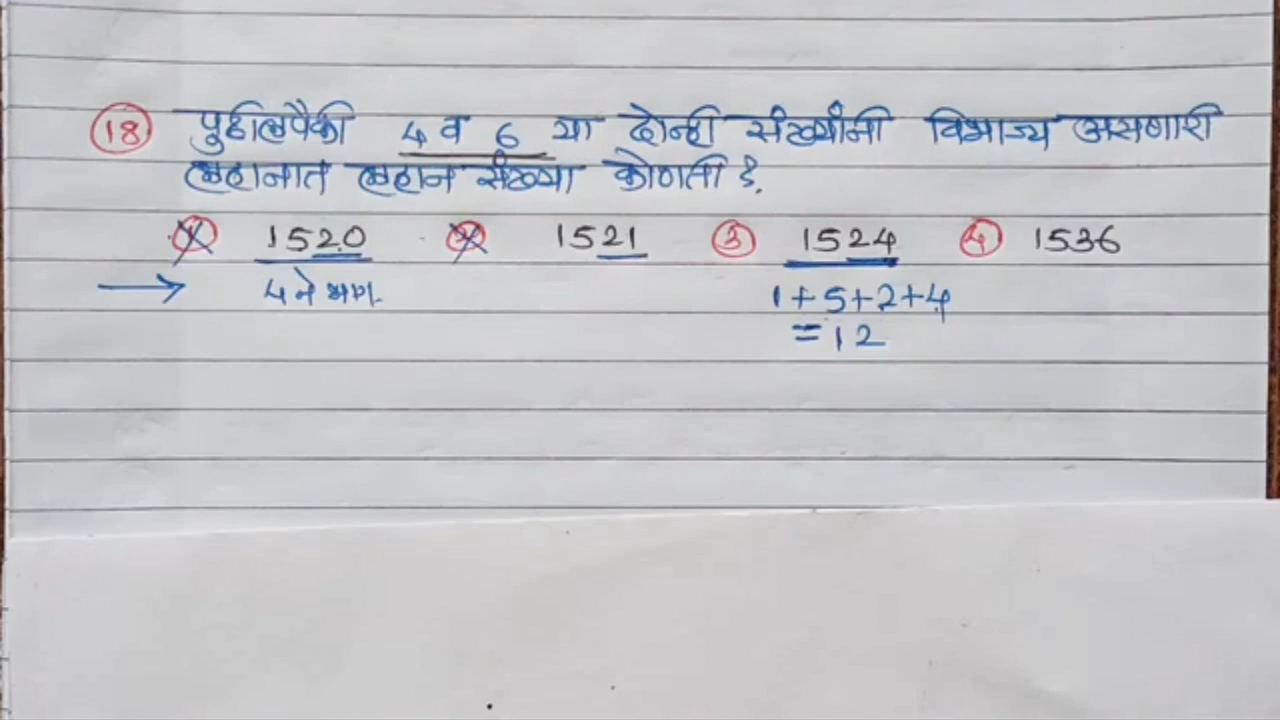 (18) पुढीलपैकी 4 व 6 या दोन्ही संख्यांनी विभाज्य असणारी
लहानात लहान संख्या कोणती?
(1) 1520 (2) 1521 (3) 1524 (4) 1536
→ 4 ने भाग. 1+5+2+4
=12